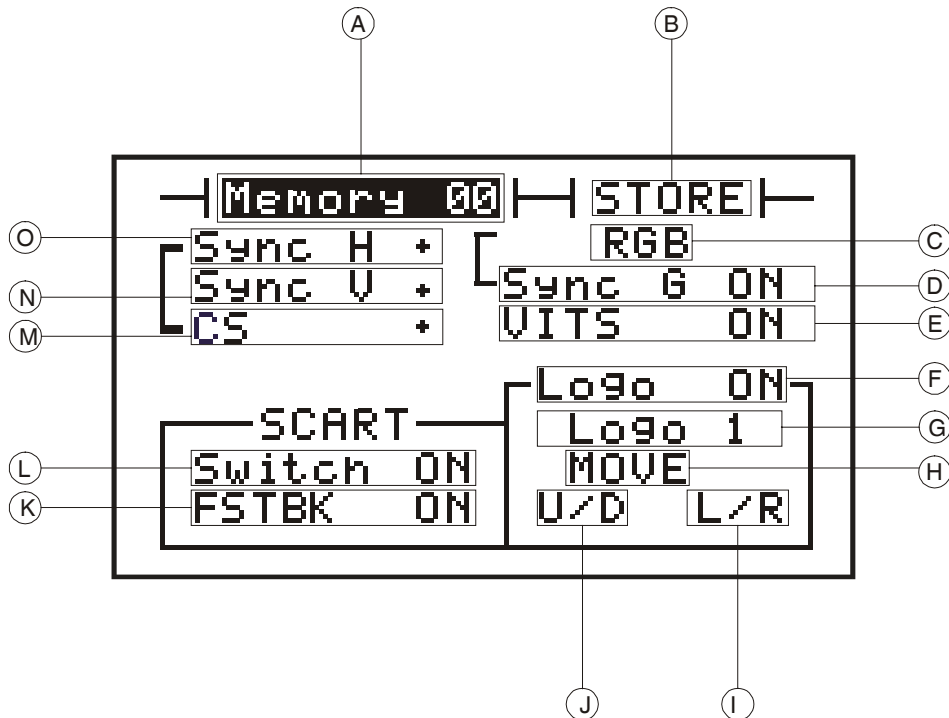 A B
Memory 00 STORE
O Sync H + RGB C
N Sync V + Sync G ON D
M CS + VITS ON E
Logo ON F
SCART Logo 1 G
L Switch ON MOVE H
K FSTBK ON U/D L/R
J I